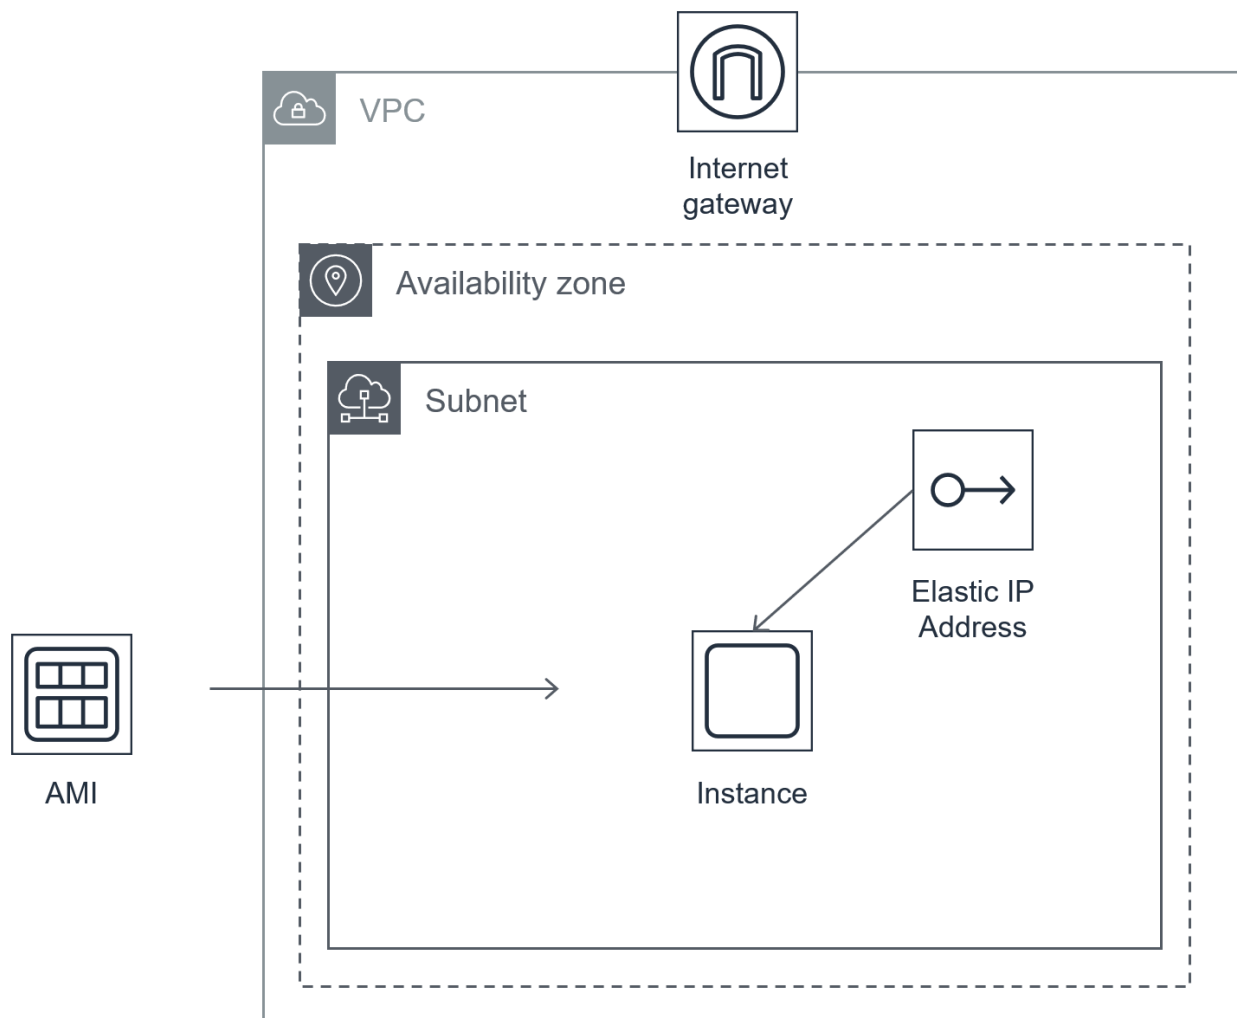 VPC
Internet
gateway
Availability zone
Subnet
Elastic IP
Address
AMI
Instance